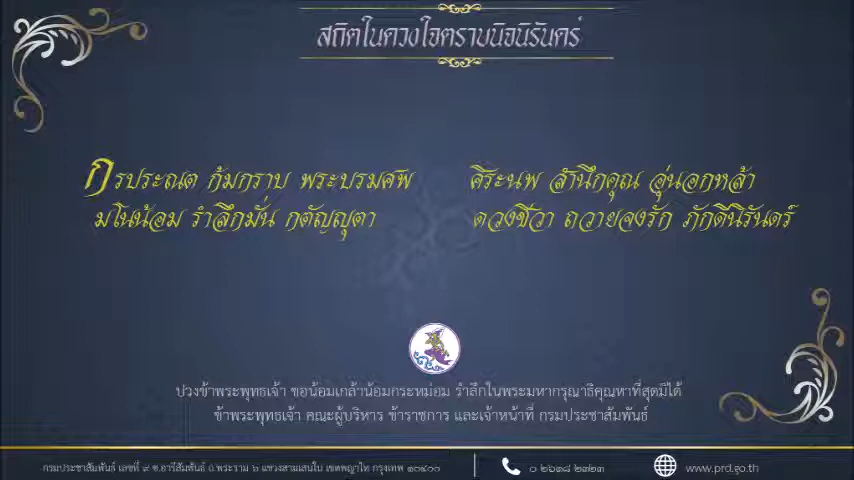 สถิตในดวงใจตราบนิจนิรันดร์
กรประณต ก้มกราบ พระบรมศพ ศิระนพ สำนึกคุณ อุ่นอกหล้า
มโนน้อม รำลึกมั่น กตัญญุตา ดวงชีวา ถวายจงรัก ภักดีนิรันดร์
ปวงข้าพระพุทธเจ้า ขอน้อมเกล้าน้อมกระหม่อม รำลึกในพระมหากรุณาธิคุณหาที่สุดมิได้
ข้าพระพุทธเจ้า คณะผู้บริหาร ข้าราชการ และเจ้าหน้าที่ กรมประชาสัมพันธ์
กรมประชาสัมพันธ์ เลขที่ ๙ ซ.อารีสัมพันธ์ ถ.พระราม ๖ แขวงสามเสนใน เขตพญาไท กรุงเทพ ๑๐๔๐๐ ๐ ๒๖๑๘ ๒๓๒๓ www.prd.go.th